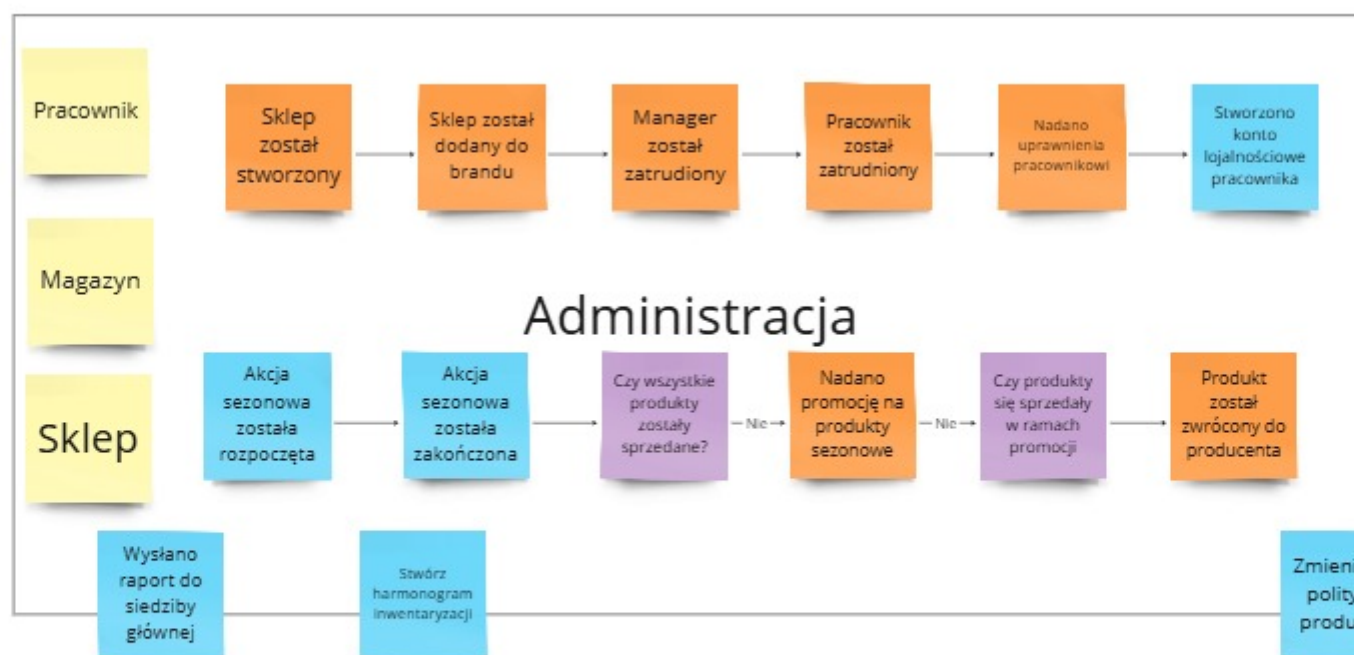 Pracownik
Sklep
został
stworzony
Sklep został
dodany do
brandu
Manager
został
zatrudiony
Pracownik
został
zatrudniony
Nadano
uprawnienia
pracownikowi
Stworzono
konto
lojalnościowe
pracownika
Magazyn
Administracja
Sklep
Akcja
sezonowa
została
rozpoczęta
Akcja
sezonowa
została
zakończona
Czy wszystkie
produkty
zostały
sprzedane?
Nie
Nadano
promocję na
produkty
sezonowe
Nie
Czy produkty
się sprzedały
w ramach
promocji
Produkt
został
zwrócony do
producenta
Wysłano
raport do
siedziby
głównej
Stwórz
harmonogram
inwentaryzacji